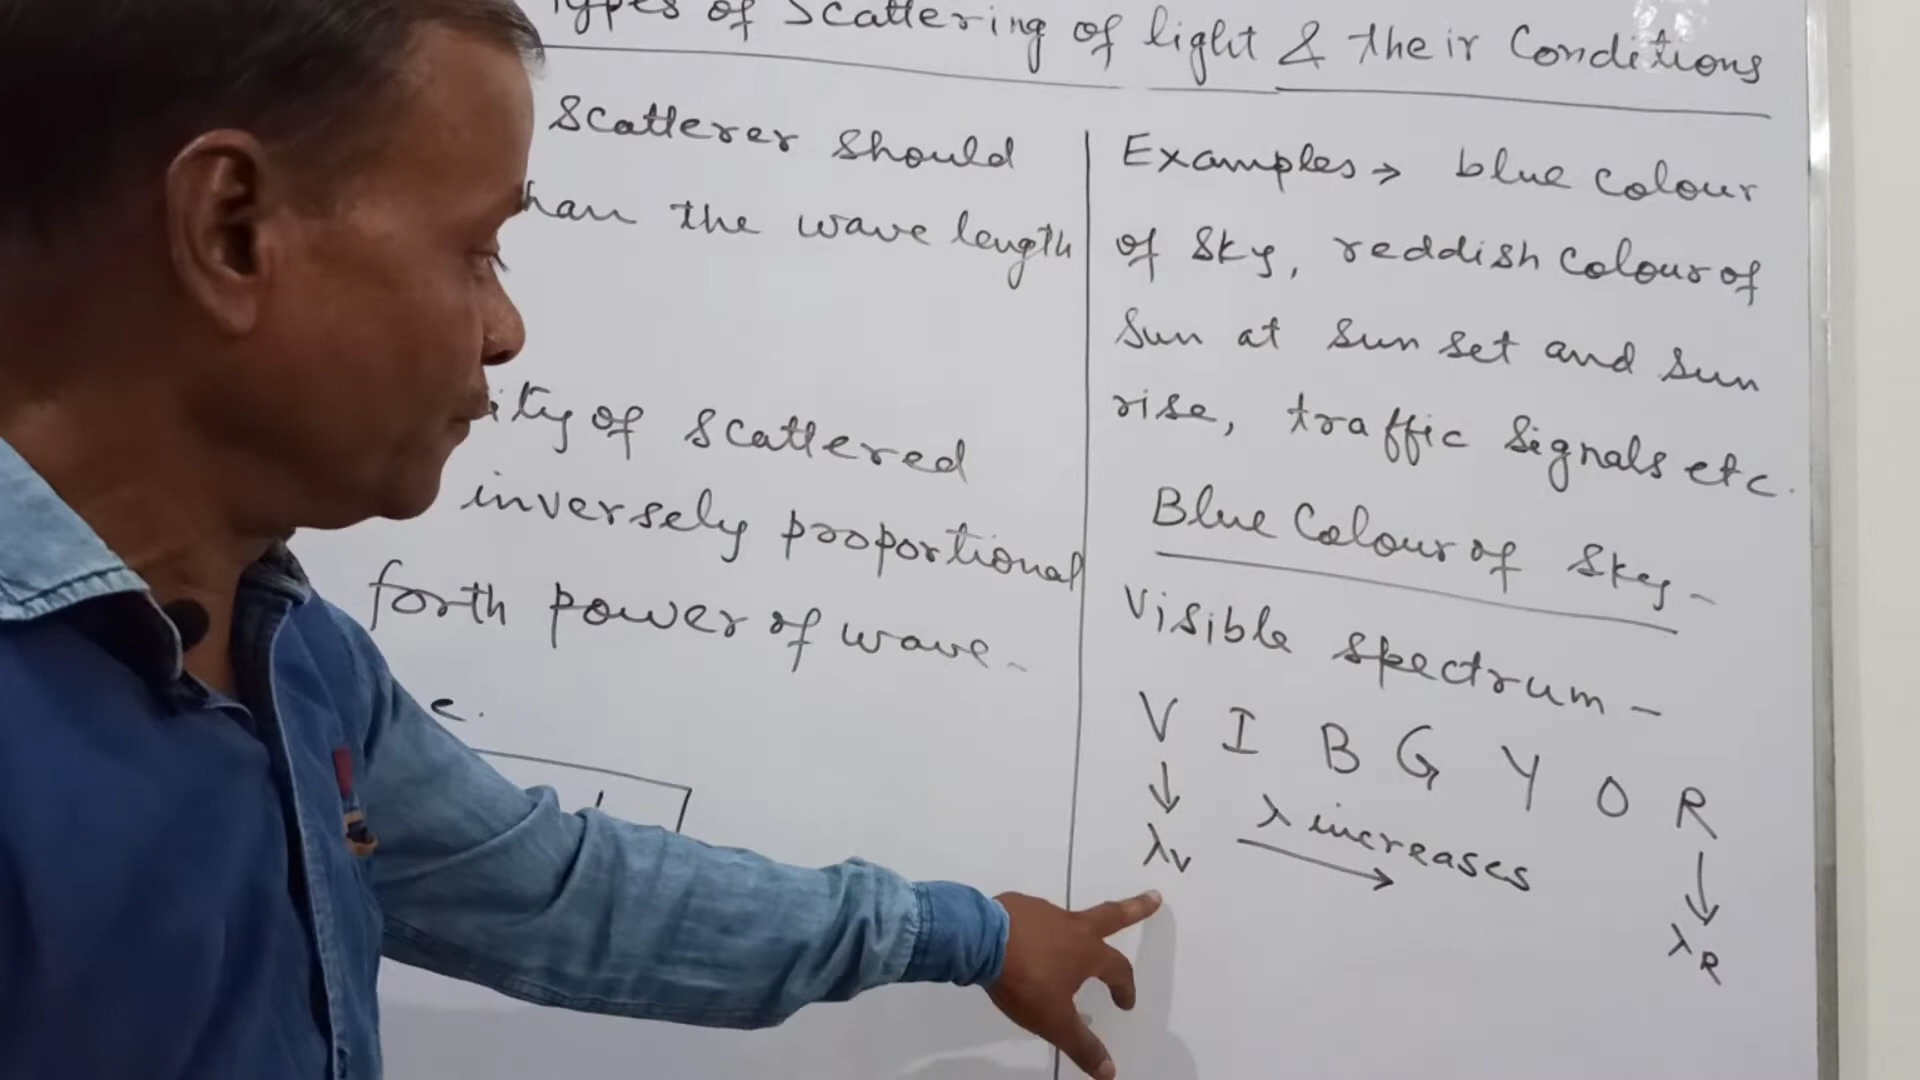 Types of Scattering of light & their Conditions
Scatterer should
han the wave length
ity of scattered
inversely proportional
forth power of wave-
e.
Examples → blue colour
of sky, reddish colour of
Sun at sun set and sun
rise, traffic signals etc.
Blue Colour of Sky-
Visible spectrum -
V I B G Y O R
↓ λ increases ↓
λv → λR